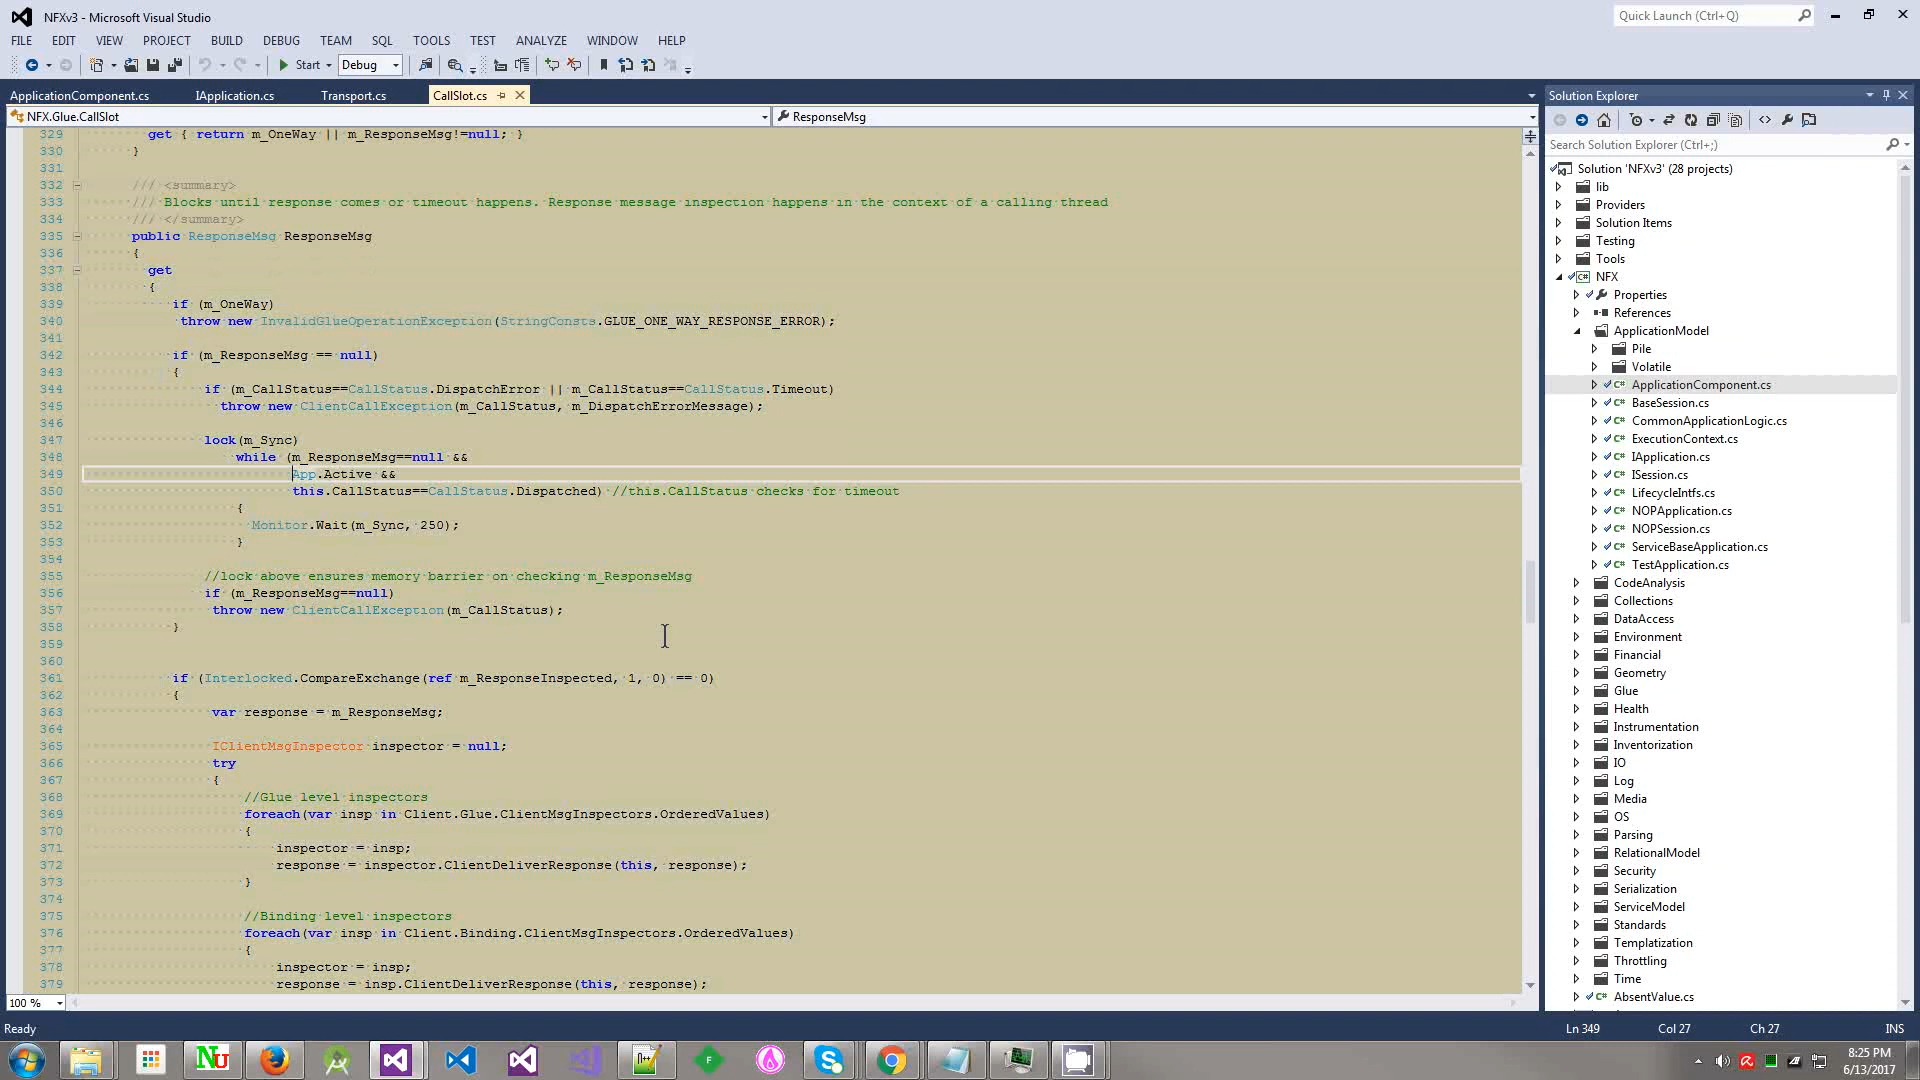 NFXv3 - Microsoft Visual Studio
Quick Launch (Ctrl+Q)
FILE EDIT VIEW PROJECT BUILD DEBUG TEAM SQL TOOLS TEST ANALYZE WINDOW HELP
Start Debug
ApplicationComponent.cs IApplication.cs Transport.cs CallSlot.cs
NFX.Glue.CallSlot ResponseMsg
329 get { return m_OneWay || m_ResponseMsg!=null; }
330 }
331
332 /// <summary>
333 /// Blocks until response comes or timeout happens. Response message inspection happens in the context of a calling thread
334 /// </summary>
335 public ResponseMsg ResponseMsg
336 {
337 get
338 {
339 if (m_OneWay)
340 throw new InvalidGlueOperationException(StringConsts.GLUE_ONE_WAY_RESPONSE_ERROR);
341
342 if (m_ResponseMsg == null)
343 {
344 if (m_CallStatus==CallStatus.DispatchError || m_CallStatus==CallStatus.Timeout)
345 throw new ClientCallException(m_CallStatus, m_DispatchErrorMessage);
346
347 lock(m_Sync)
348 while (m_ResponseMsg==null &&
349 App.Active &&
350 this.CallStatus==CallStatus.Dispatched) //this.CallStatus checks for timeout
351 {
352 Monitor.Wait(m_Sync, 250);
353 }
354
355 //lock above ensures memory barrier on checking m_ResponseMsg
356 if (m_ResponseMsg==null)
357 throw new ClientCallException(m_CallStatus);
358 }
359
360
361 if (Interlocked.CompareExchange(ref m_ResponseInspected, 1, 0) == 0)
362 {
363 var response = m_ResponseMsg;
364
365 IClientMsgInspector inspector = null;
366 try
367 {
368 //Glue level inspectors
369 foreach(var insp in Client.Glue.ClientMsgInspectors.OrderedValues)
370 {
371 inspector = insp;
372 response = inspector.ClientDeliverResponse(this, response);
373 }
374
375 //Binding level inspectors
376 foreach(var insp in Client.Binding.ClientMsgInspectors.OrderedValues)
377 {
378 inspector = insp;
379 response = insp.ClientDeliverResponse(this, response);
100 %
Solution Explorer
Search Solution Explorer (Ctrl+;)
Solution 'NFXv3' (28 projects)
lib
Providers
Solution Items
Testing
Tools
C# NFX
Properties
References
ApplicationModel
Pile
Volatile
C# ApplicationComponent.cs
C# BaseSession.cs
C# CommonApplicationLogic.cs
C# ExecutionContext.cs
C# IApplication.cs
C# ISession.cs
C# LifecycleIntfs.cs
C# NOPApplication.cs
C# NOPSession.cs
C# ServiceBaseApplication.cs
C# TestApplication.cs
CodeAnalysis
Collections
DataAccess
Environment
Financial
Geometry
Glue
Health
Instrumentation
Inventorization
IO
Log
Media
OS
Parsing
RelationalModel
Security
Serialization
ServiceModel
Standards
Templatization
Throttling
Time
C# AbsentValue.cs
Ready Ln 349 Col 27 Ch 27 INS
8:25 PM
6/13/2017